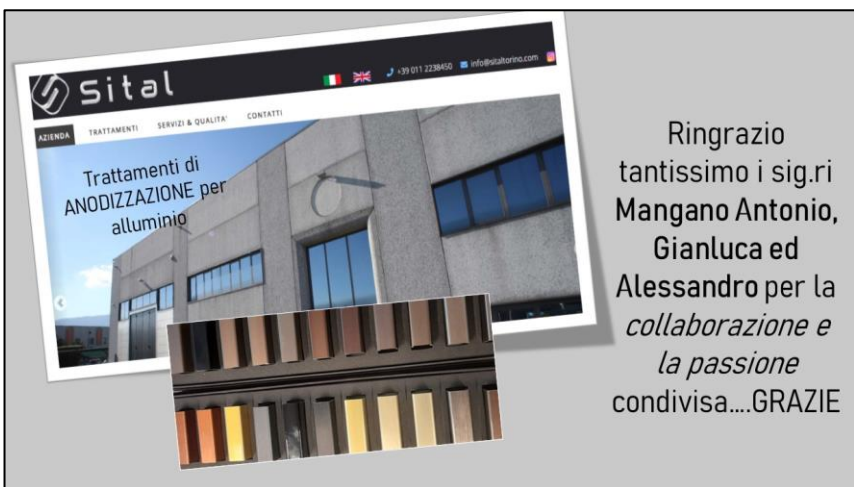 Sital
+39 011 2238450 info@sitaltorino.com
AZIENDA TRATTAMENTI SERVIZI & QUALITA' CONTATTI
Trattamenti di
ANODIZZAZIONE per
alluminio
Ringrazio
tantissimo i sig.ri
Mangano Antonio,
Gianluca ed
Alessandro per la
collaborazione e
la passione
condivisa....GRAZIE